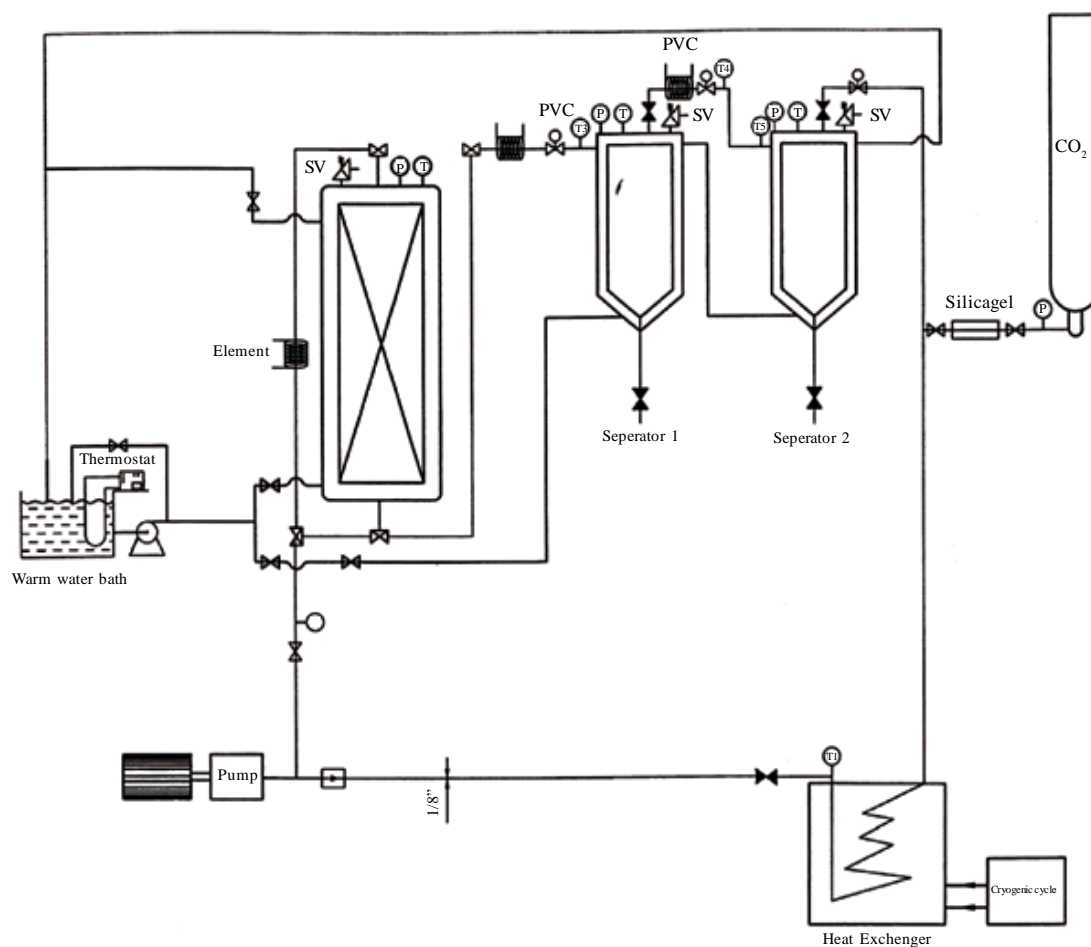 PVC
T4
PVC
P
T
SV
T3
P
T
SV
T5
CO2
SV
P
T
Silicagel
P
Element
Seperator 1
Seperator 2
Thermostat
Warm water bath
Pump
1/8”
T1
Cryogenic cycle
Heat Exchenger